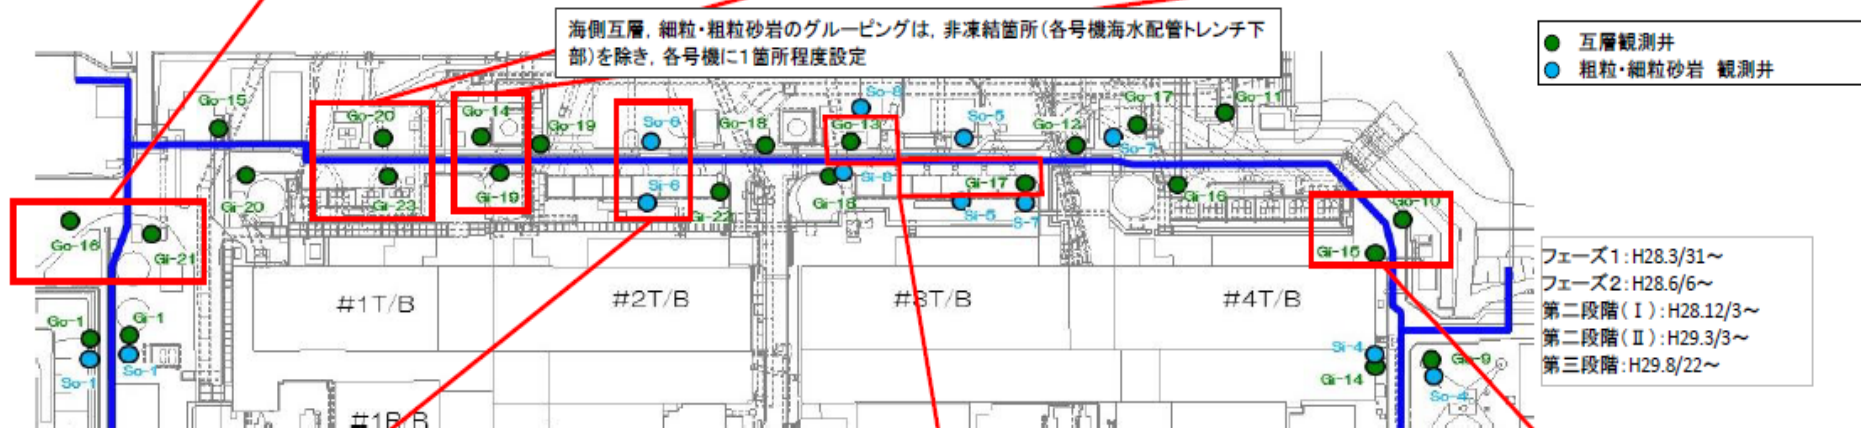 海側互層，細粒・粗粒砂岩のグルーピングは，非凍結箇所(各号機海水配管トレンチ下
部)を除き，各号機に1箇所程度設定
互層観測井
粗粒・細粒砂岩 観測井
Go-15
Go-20
Go-14
Go-19
So-6
Go-18
So-8
Go-13
So-5
Go-12
Go-17
So-7
Go-11
Gi-20
Gi-23
Gi-19
Si-6
Gi-22
Gi-18
Si-8
Gi-17
Si-5
S-7
Gi-16
Go-10
Gi-15
Go-16
Gi-21
#1T/B
#2T/B
#3T/B
#4T/B
フェーズ1：H28.3/31～
フェーズ2：H28.6/6～
第二段階(Ⅰ)：H28.12/3～
第二段階(Ⅱ)：H29.3/3～
第三段階：H29.8/22～
Go-1
Gi-1
So-1
So-1
Si-4
Gi-14
Go-9
So-4
#1R/B